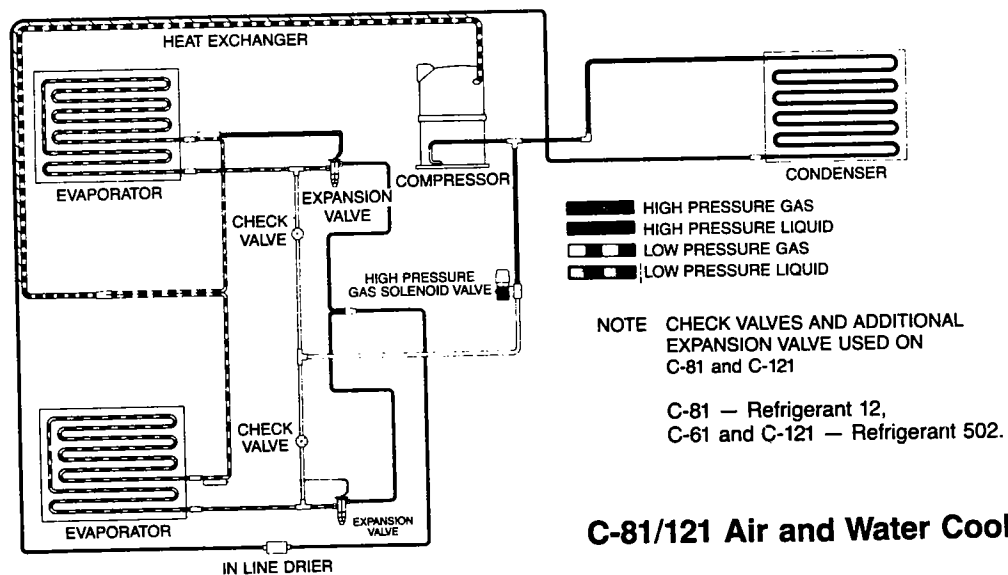 HEAT EXCHANGER
EVAPORATOR
EXPANSION
VALVE
COMPRESSOR
CONDENSER
CHECK
VALVE
HIGH PRESSURE
GAS SOLENOID VALVE
HIGH PRESSURE GAS
HIGH PRESSURE LIQUID
LOW PRESSURE GAS
LOW PRESSURE LIQUID
NOTE CHECK VALVES AND ADDITIONAL
EXPANSION VALVE USED ON
C-81 and C-121
C-81 — Refrigerant 12,
C-61 and C-121 — Refrigerant 502.
CHECK
VALVE
EVAPORATOR
EXPANSION
VALVE
IN LINE DRIER
C-81/121 Air and Water Cool